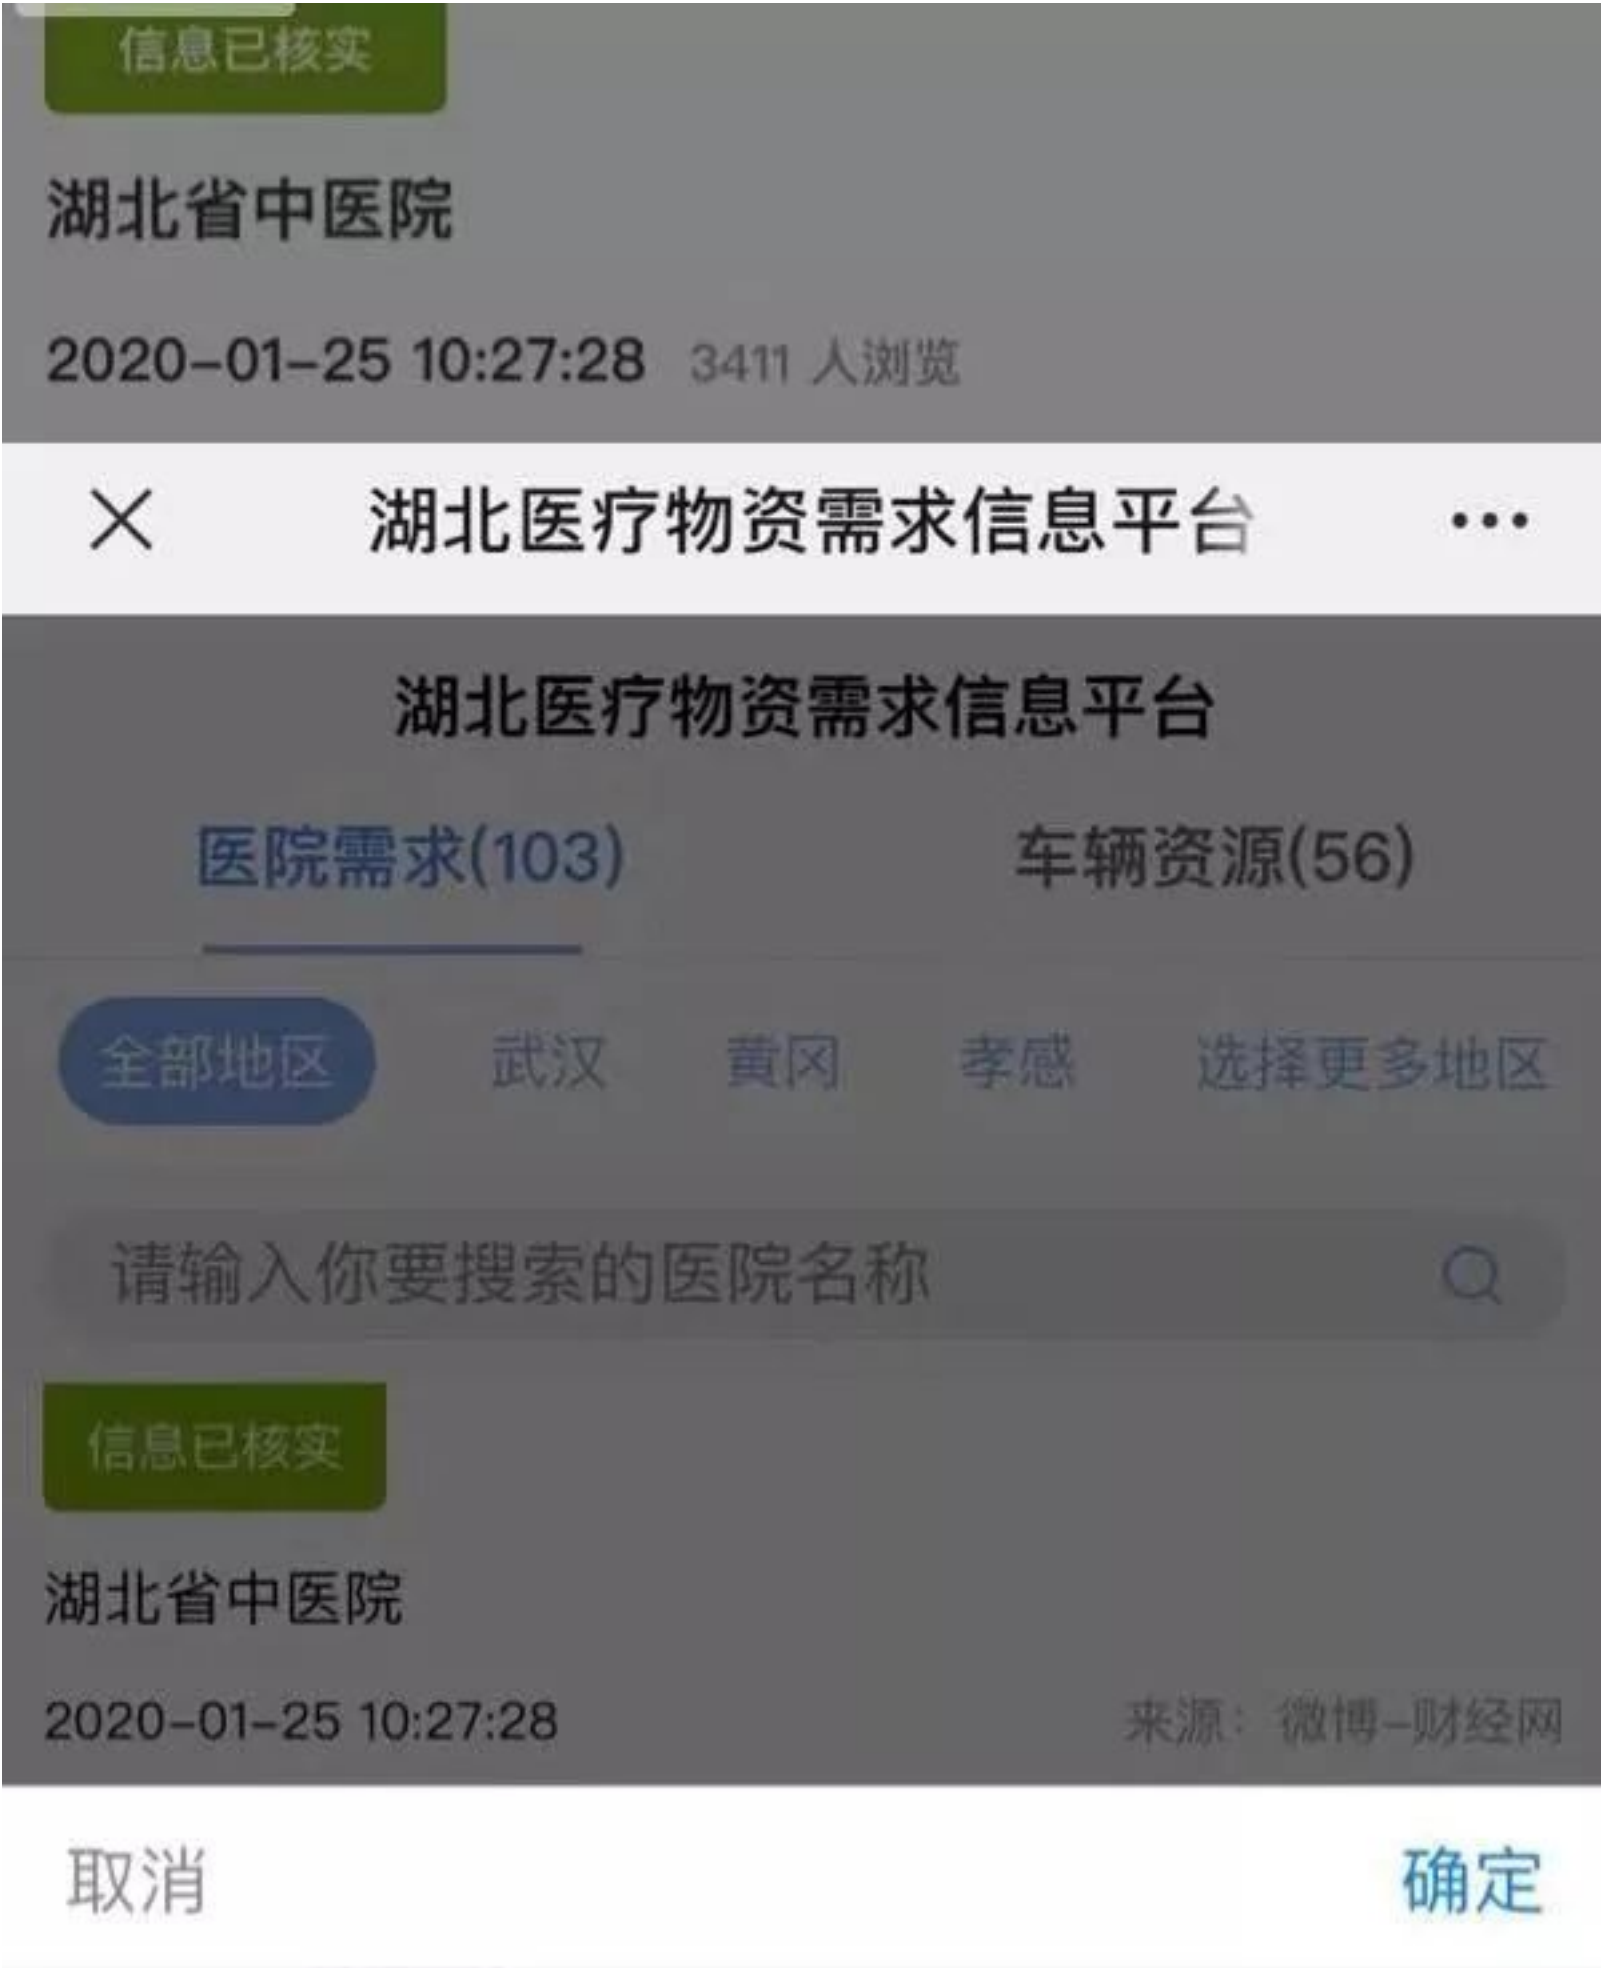 信息已核实
湖北省中医院
2020-01-25 10:27:28 3411 人浏览
湖北医疗物资需求信息平台
湖北医疗物资需求信息平台
医院需求(103) 车辆资源(56)
全部地区 武汉 黄冈 孝感 选择更多地区
请输入你要搜索的医院名称
信息已核实
湖北省中医院
2020-01-25 10:27:28 来源：微博-财经网
取消 确定